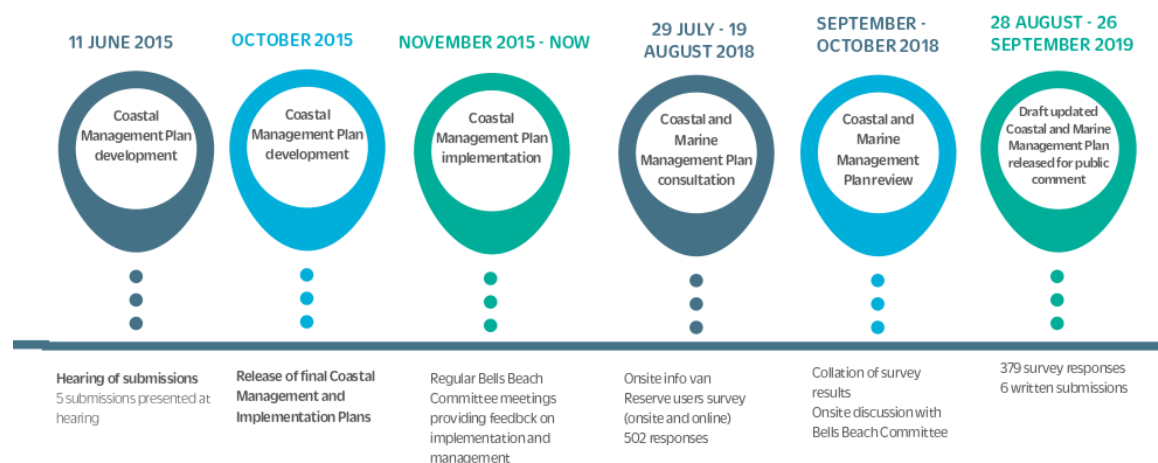 11 JUNE 2015
Coastal
Management Plan
development
Hearing of submissions
5 submissions presented at
hearing
OCTOBER 2015
Coastal
Management Plan
development
Release of final Coastal
Management and
Implementation Plans
NOVEMBER 2015 - NOW
Coastal
Management Plan
implementation
Regular Bells Beach
Committee meetings
providing feedbck on
implementation and
management
29 JULY - 19
AUGUST 2018
Coastal and
Marine
Management Plan
consultation
Onsite info van
Reserve users survey
(onsite and online)
502 responses
SEPTEMBER -
OCTOBER 2018
Coastal and
Marine
Management
Plan review
Collation of survey
results
Onsite discussion with
Bells Beach Committee
28 AUGUST - 26
SEPTEMBER 2019
Draft updated
Coastal and Marine
Management Plan
released for public
comment
379 survey responses
6 written submissions